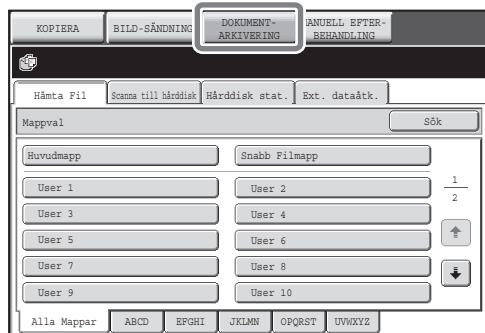 KOPIERA
BILD-SÄNDNING
DOKUMENT-
ARKIVERING
ANUELL EFTER-
BEHANDLING
Hämta Fil
Scanna till hårddisk
Hårddisk stat.
Ext. dataåtk.
Mappval
Sök
Huvudmapp
Snabb Filmapp
User 1
User 2
1
2
User 3
User 4
User 5
User 6
User 7
User 8
User 9
User 10
Alla Mappar
ABCD
EFGHI
JKLMN
OPQRST
UVWXYZ